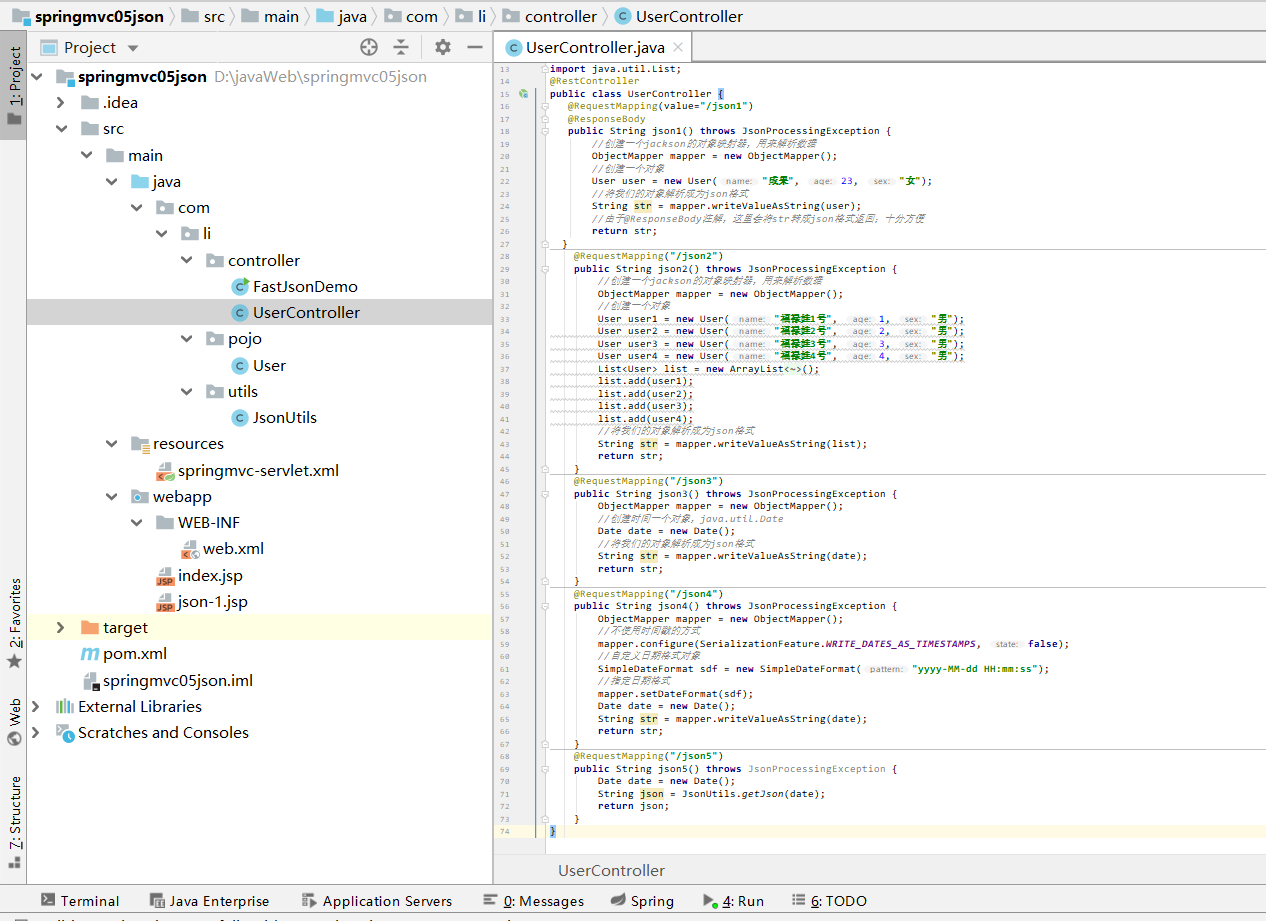 springmvc05json src main java com li controller UserController
Project
UserController.java
1: Project
2: Favorites
Web
7: Structure
springmvc05json D:\javaWeb\springmvc05json
.idea
src
main
java
com
li
controller
FastJsonDemo
UserController
pojo
User
utils
JsonUtils
resources
springmvc-servlet.xml
webapp
WEB-INF
web.xml
index.jsp
json-1.jsp
target
pom.xml
springmvc05json.iml
External Libraries
Scratches and Consoles
13 import java.util.List;
14 @RestController
15 public class UserController {
16 @RequestMapping(value="/json1")
17 @ResponseBody
18 public String json1() throws JsonProcessingException {
19 //创建一个jackson的对象映射器，用来解析数据
20 ObjectMapper mapper = new ObjectMapper();
21 //创建一个对象
22 User user = new User( name: "成果", age: 23, sex: "女");
23 //将我们的对象解析成为json格式
24 String str = mapper.writeValueAsString(user);
25 //由于@ResponseBody注解，这里会将str转成json格式返回；十分方便
26 return str;
27 }
28 @RequestMapping("/json2")
29 public String json2() throws JsonProcessingException {
30 //创建一个jackson的对象映射器，用来解析数据
31 ObjectMapper mapper = new ObjectMapper();
32 //创建一个对象
33 User user1 = new User( name: "福禄娃1号", age: 1, sex: "男");
34 User user2 = new User( name: "福禄娃2号", age: 2, sex: "男");
35 User user3 = new User( name: "福禄娃3号", age: 3, sex: "男");
36 User user4 = new User( name: "福禄娃4号", age: 4, sex: "男");
37 List<User> list = new ArrayList<~>();
38 list.add(user1);
39 list.add(user2);
40 list.add(user3);
41 list.add(user4);
42 //将我们的对象解析成为json格式
43 String str = mapper.writeValueAsString(list);
44 return str;
45 }
46 @RequestMapping("/json3")
47 public String json3() throws JsonProcessingException {
48 ObjectMapper mapper = new ObjectMapper();
49 //创建时间一个对象，java.util.Date
50 Date date = new Date();
51 //将我们的对象解析成为json格式
52 String str = mapper.writeValueAsString(date);
53 return str;
54 }
55 @RequestMapping("/json4")
56 public String json4() throws JsonProcessingException {
57 ObjectMapper mapper = new ObjectMapper();
58 //不使用时间戳的方式
59 mapper.configure(SerializationFeature.WRITE_DATES_AS_TIMESTAMPS, state: false);
60 //自定义日期格式对象
61 SimpleDateFormat sdf = new SimpleDateFormat( pattern: "yyyy-MM-dd HH:mm:ss");
62 //指定日期格式
63 mapper.setDateFormat(sdf);
64 Date date = new Date();
65 String str = mapper.writeValueAsString(date);
66 return str;
67 }
68 @RequestMapping("/json5")
69 public String json5() throws JsonProcessingException {
70 Date date = new Date();
71 String json = JsonUtils.getJson(date);
72 return json;
73 }
74 }
UserController
Terminal Java Enterprise Application Servers 0: Messages Spring 4: Run 6: TODO